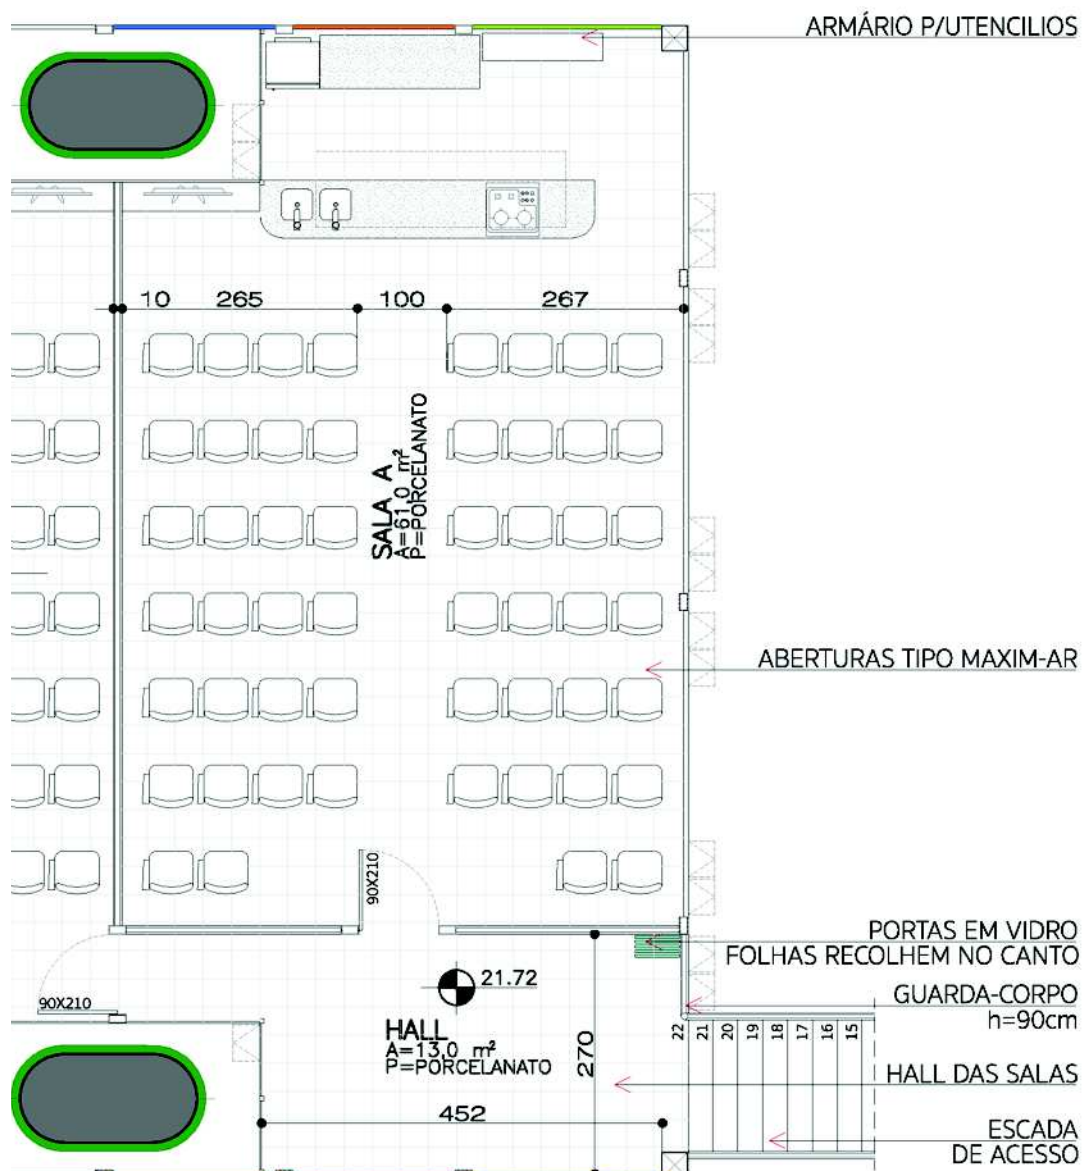 ARMÁRIO P/UTENCILIOS
10 265 100 267
SALA A
A=61,0 m²
P=PORCELANATO
ABERTURAS TIPO MAXIM-AR
90X210
PORTAS EM VIDRO
FOLHAS RECOLHEM NO CANTO
21.72
90X210
GUARDA-CORPO
h=90cm
HALL
A=13,0 m²
P=PORCELANATO
270
22 21 20 19 18 17 16 15
HALL DAS SALAS
452
ESCADA
DE ACESSO